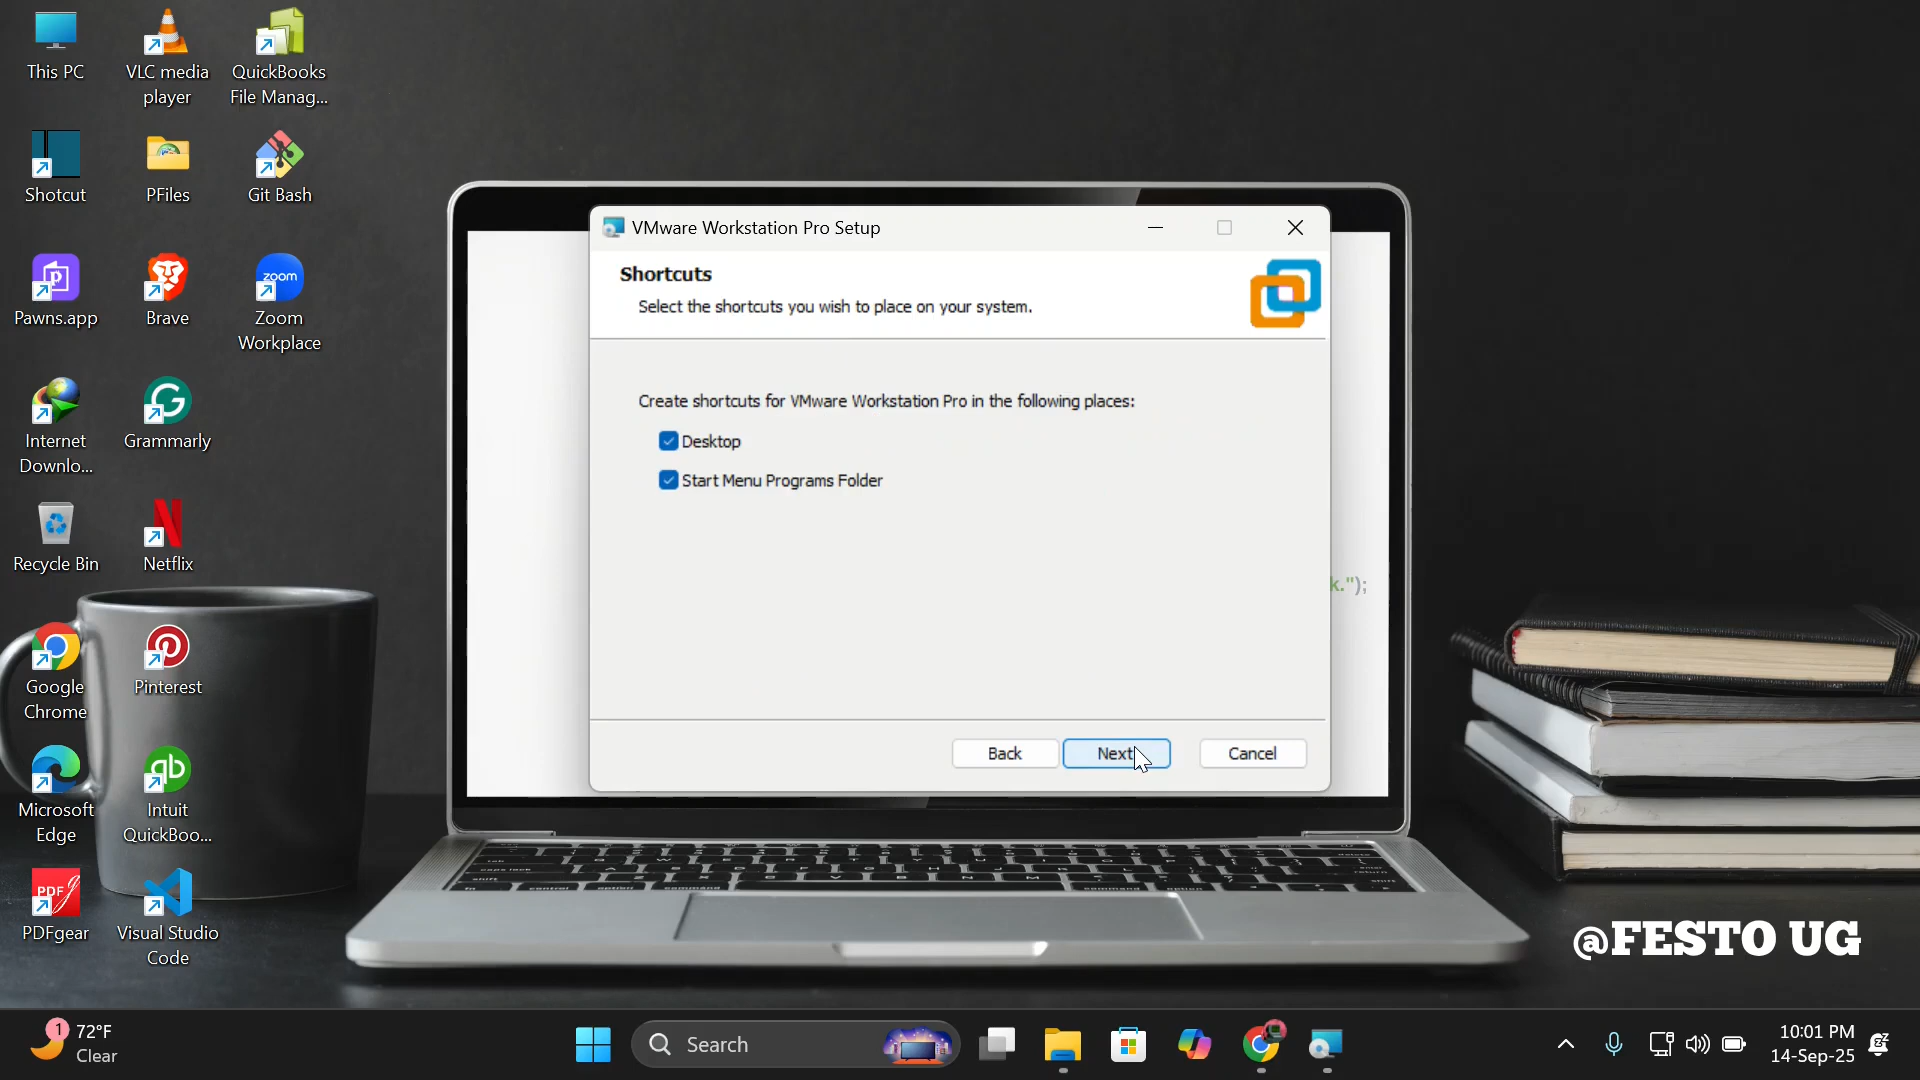 This PC
VLC media
player
QuickBooks
File Manag...
Shotcut
PFiles
Git Bash
Pawns.app
Brave
zoom
Zoom
Workplace
Internet
Downlo...
Grammarly
Recycle Bin
Netflix
Google
Chrome
Pinterest
Microsoft
Edge
qb
Intuit
QuickBoo...
PDF
PDFgear
Visual Studio
Code
VMware Workstation Pro Setup
Shortcuts
Select the shortcuts you wish to place on your system.
Create shortcuts for VMware Workstation Pro in the following places:
Desktop
Start Menu Programs Folder
k.");
Back
Next
Cancel
@FESTO UG
1
72°F
Clear
Search
10:01 PM
14-Sep-25